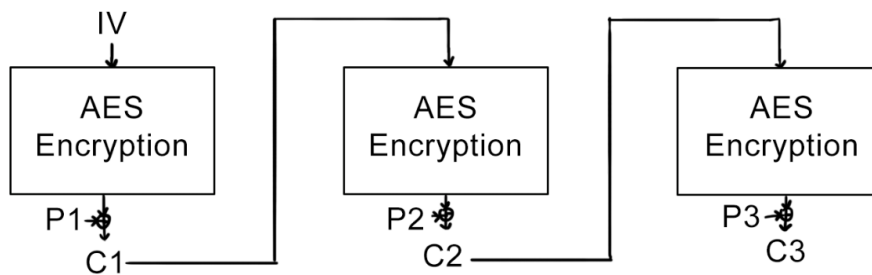 IV
AES
Encryption
AES
Encryption
AES
Encryption
P1
P2
P3
C1
C2
C3